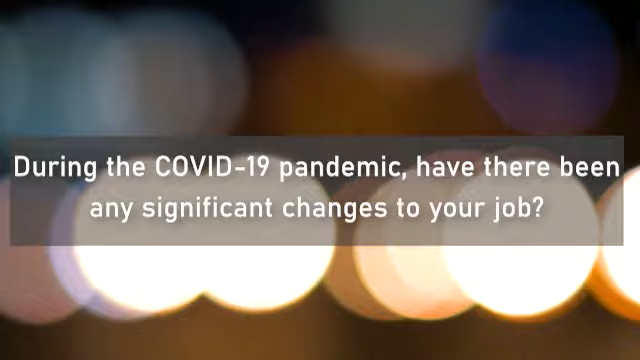 During the COVID-19 pandemic, have there been
any significant changes to your job?